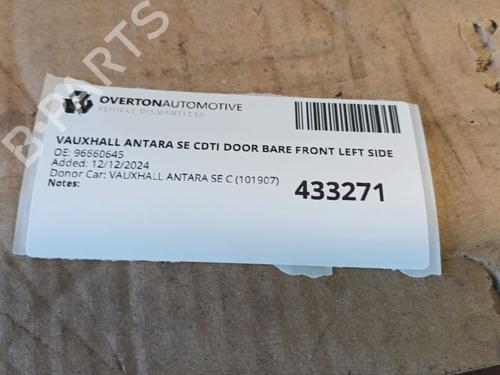 OVERTONAUTOMOTIVE
VEHICLE DISMANTLERS
VAUXHALL ANTARA SE CDTI DOOR BARE FRONT LEFT SIDE
OE: 96660645
Added: 12/12/2024
Donor Car: VAUXHALL ANTARA SE C (101907)
Notes:
433271
B-PARTS